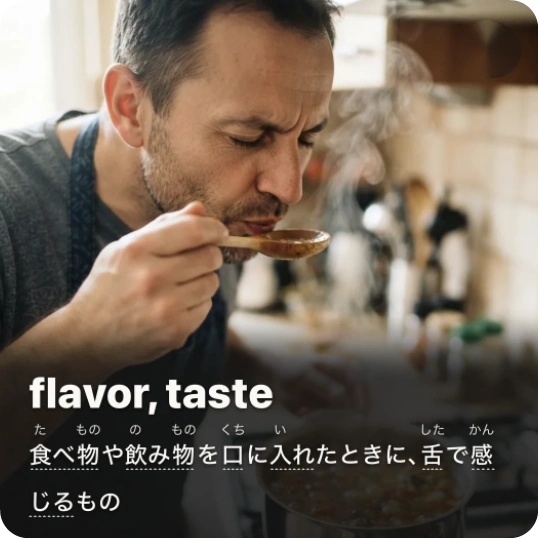 flavor, taste
た もの の もの くち い した かん
食べ物や飲み物を口に入れたときに、舌で感
じるもの